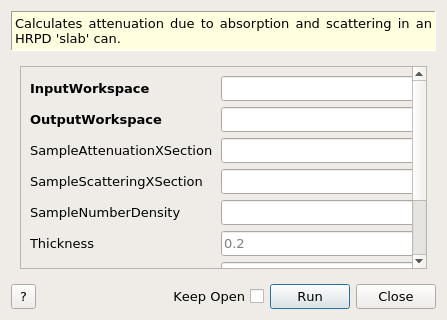 Calculates attenuation due to absorption and scattering in an
HRPD 'slab' can.
InputWorkspace
OutputWorkspace
SampleAttenuationXSection
SampleScatteringXSection
SampleNumberDensity
Thickness 0.2
? Keep Open Run Close